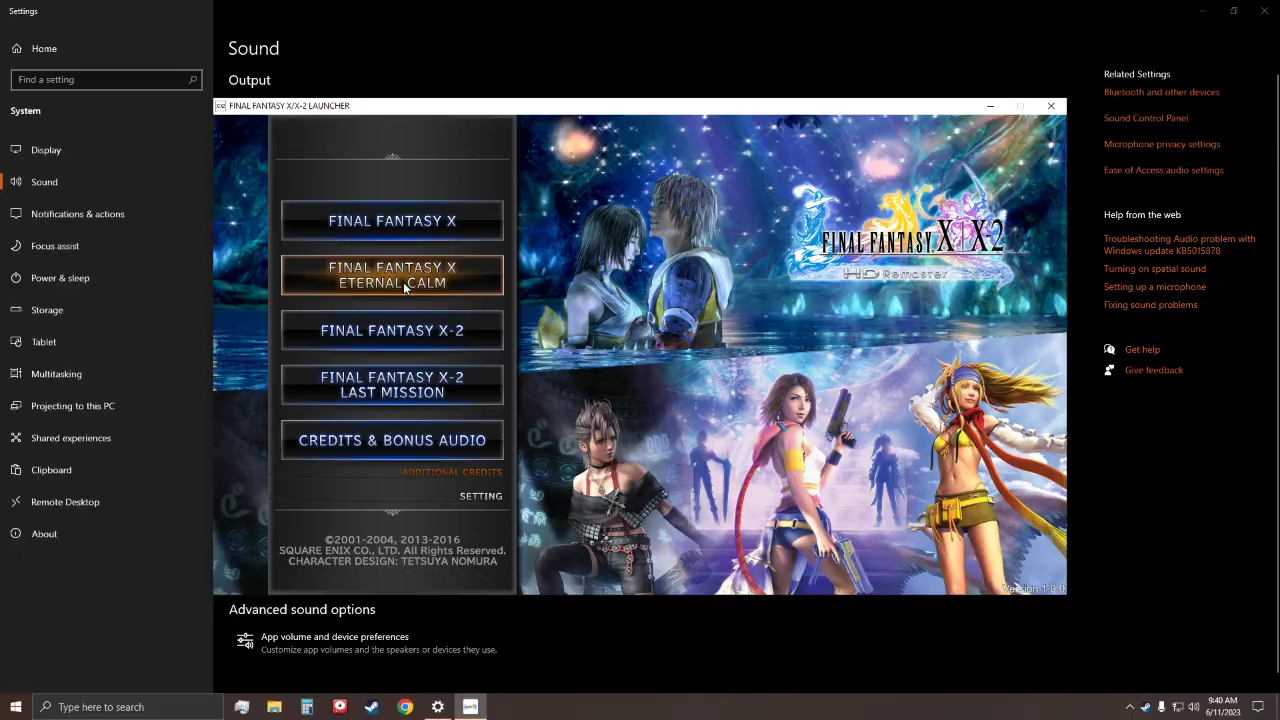 Settings
Home
Find a setting
System
Display
Sound
Notifications & actions
Focus assist
Power & sleep
Storage
Tablet
Multitasking
Projecting to this PC
Shared experiences
Clipboard
Remote Desktop
About
Sound
Output
FINAL FANTASY X/X-2 LAUNCHER
FINAL FANTASY X
FINAL FANTASY X
ETERNAL CALM
FINAL FANTASY X-2
FINAL FANTASY X-2
LAST MISSION
CREDITS & BONUS AUDIO
ADDITIONAL CREDITS
SETTING
©2001-2004, 2013-2016
SQUARE ENIX CO., LTD. All Rights Reserved.
CHARACTER DESIGN: TETSUYA NOMURA
FINAL FANTASY X|X-2
HD Remaster
Version-1.0.0
Advanced sound options
App volume and device preferences
Customize app volumes and the speakers or devices they use.
Related Settings
Bluetooth and other devices
Sound Control Panel
Microphone privacy settings
Ease of Access audio settings
Help from the web
Troubleshooting Audio problem with
Windows update KB5015878
Turning on spatial sound
Setting up a microphone
Fixing sound problems
Get help
Give feedback
Type here to search
9:40 AM
6/11/2023